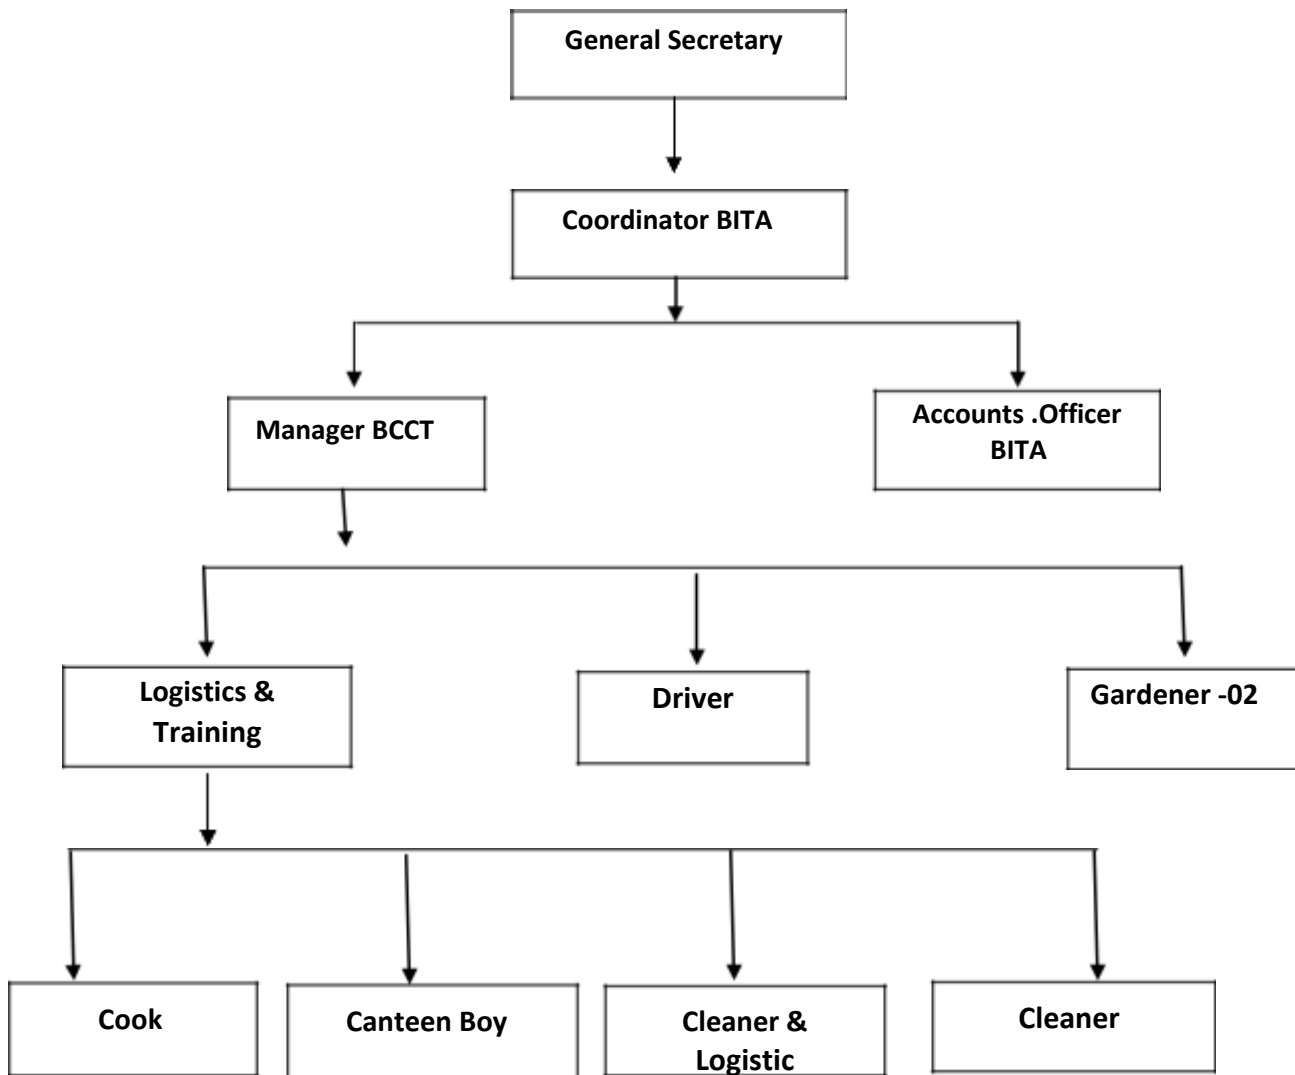 General Secretary
Coordinator BITA
Manager BCCT
Accounts .Officer
BITA
Logistics &
Training
Driver
Gardener -02
Cook
Canteen Boy
Cleaner &
Logistic
Cleaner